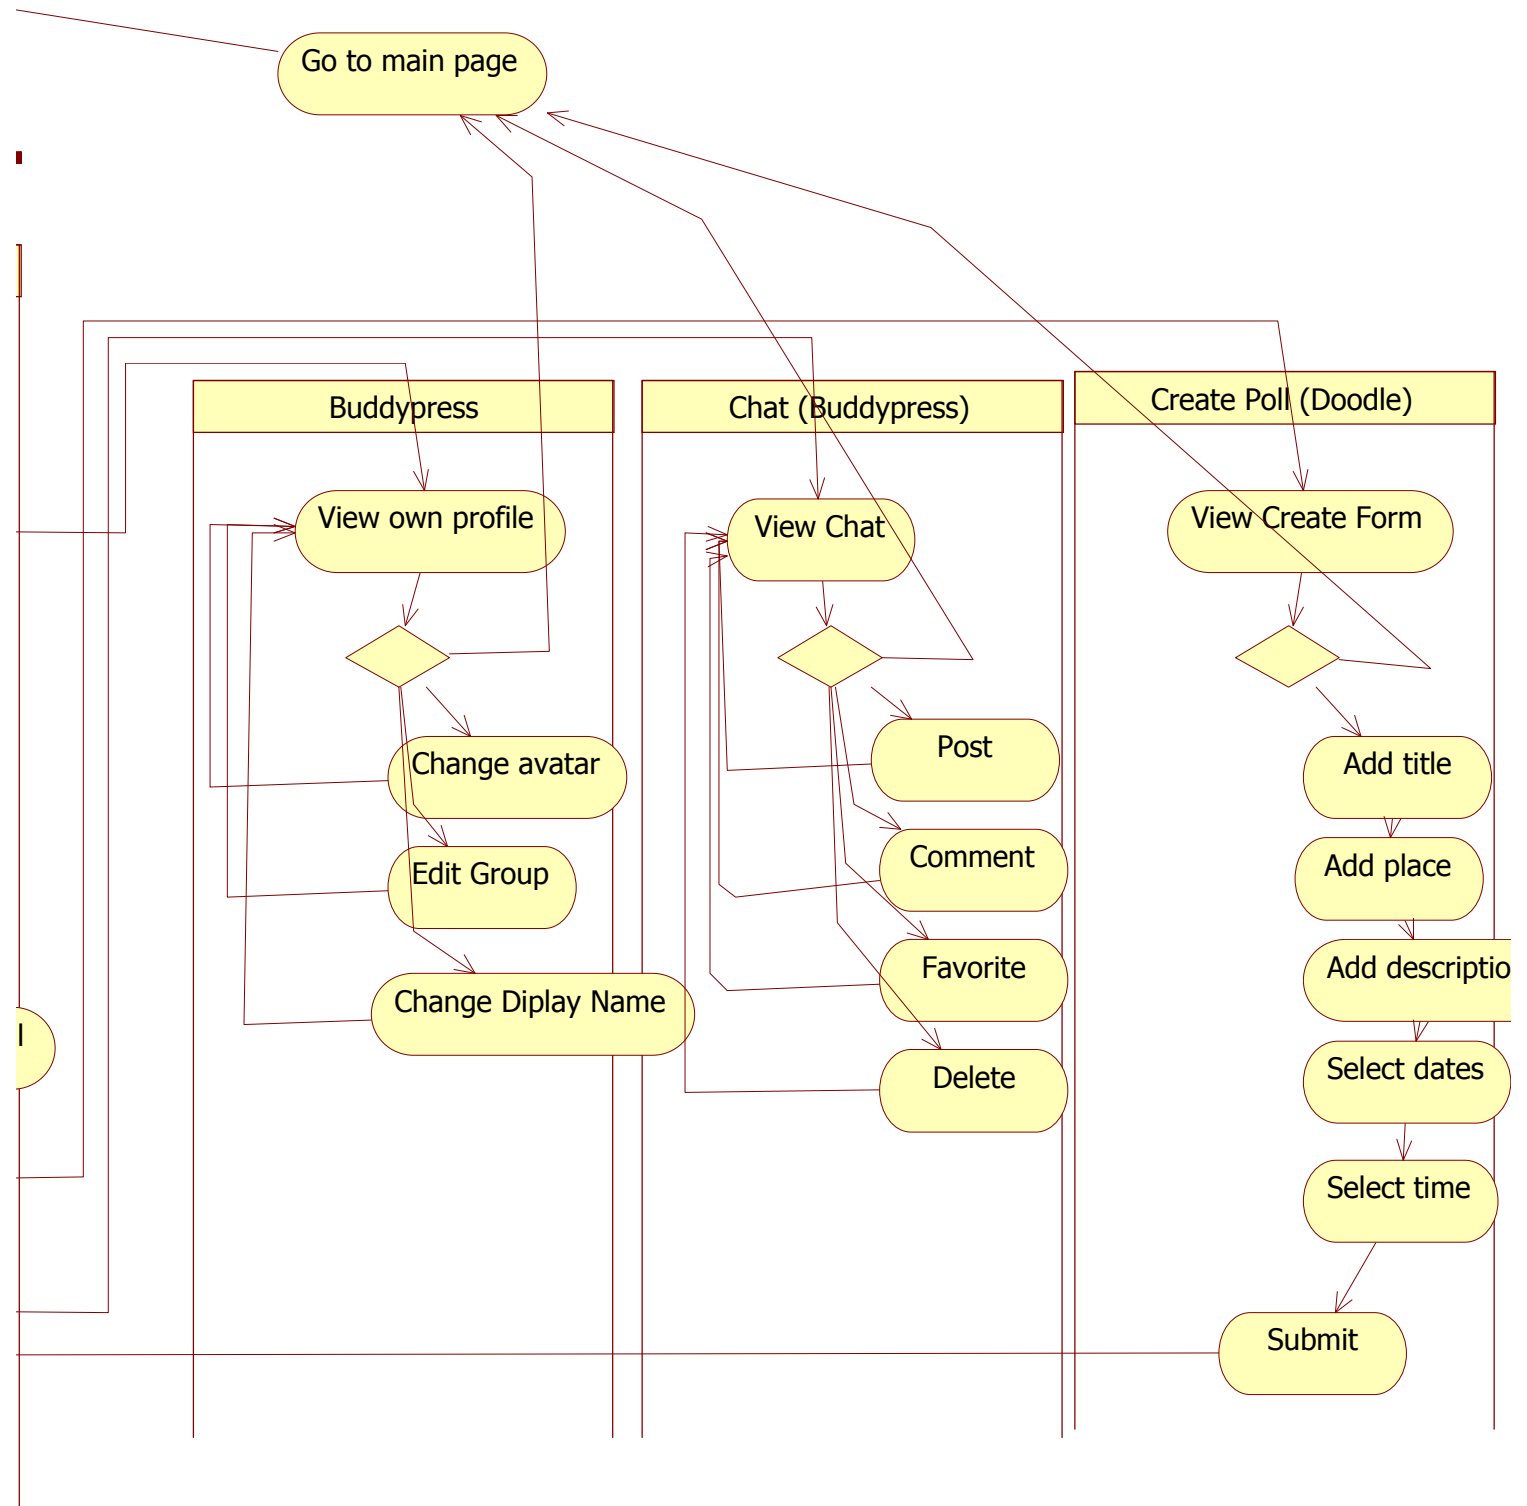 Go to main page
Buddypress
Chat (Buddypress)
Create Poll (Doodle)
View own profile
View Chat
View Create Form
Change avatar
Edit Group
Change Diplay Name
Post
Comment
Favorite
Delete
Add title
Add place
Add descriptio
Select dates
Select time
Submit
l